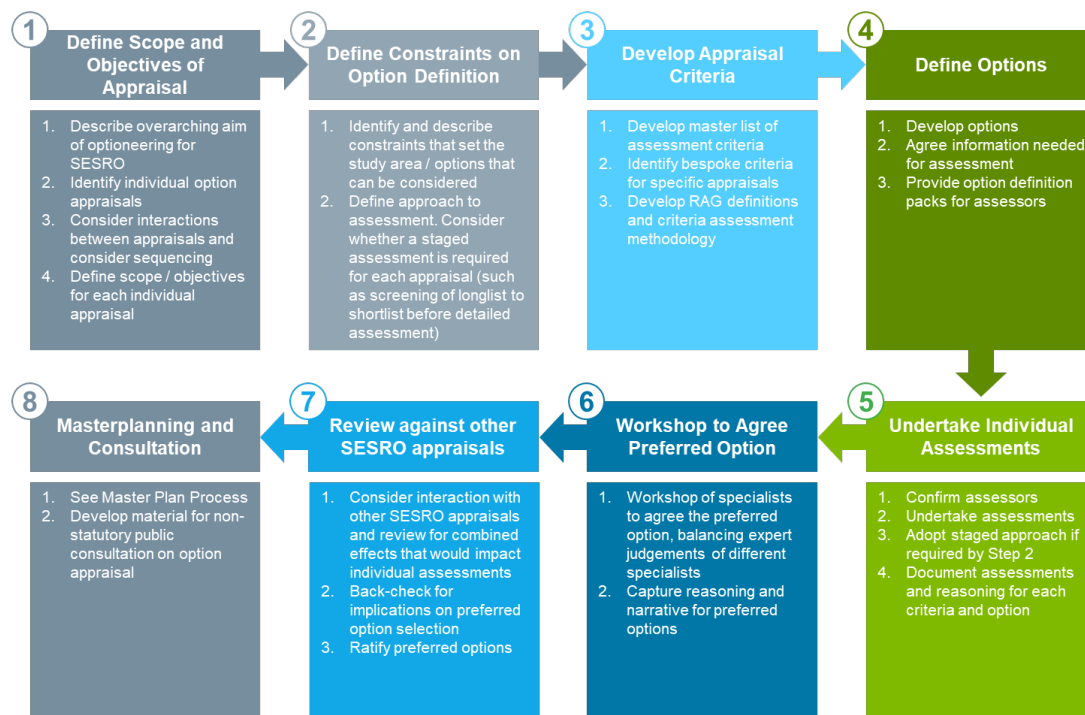 1
Define Scope and
Objectives of
Appraisal
1. Describe overarching aim
of optioneering for
SESRO
2. Identify individual option
appraisals
3. Consider interactions
between appraisals and
consider sequencing
4. Define scope / objectives
for each individual
appraisal
2
Define Constraints on
Option Definition
1. Identify and describe
constraints that set the
study area / options that
can be considered
2. Define approach to
assessment. Consider
whether a staged
assessment is required
for each appraisal (such
as screening of longlist to
shortlist before detailed
assessment)
3
Develop Appraisal
Criteria
1. Develop master list of
assessment criteria
2. Identify bespoke criteria
for specific appraisals
3. Develop RAG definitions
and criteria assessment
methodology
4
Define Options
1. Develop options
2. Agree information needed
for assessment
3. Provide option definition
packs for assessors
5
Undertake Individual
Assessments
1. Confirm assessors
2. Undertake assessments
3. Adopt staged approach if
required by Step 2
4. Document assessments
and reasoning for each
criteria and option
6
Workshop to Agree
Preferred Option
1. Workshop of specialists
to agree the preferred
option, balancing expert
judgements of different
specialists
2. Capture reasoning and
narrative for preferred
options
7
Review against other
SESRO appraisals
1. Consider interaction with
other SESRO appraisals
and review for combined
effects that would impact
individual assessments
2. Back-check for
implications on preferred
option selection
3. Ratify preferred options
8
Masterplanning and
Consultation
1. See Master Plan Process
2. Develop material for non-
statutory public
consultation on option
appraisal